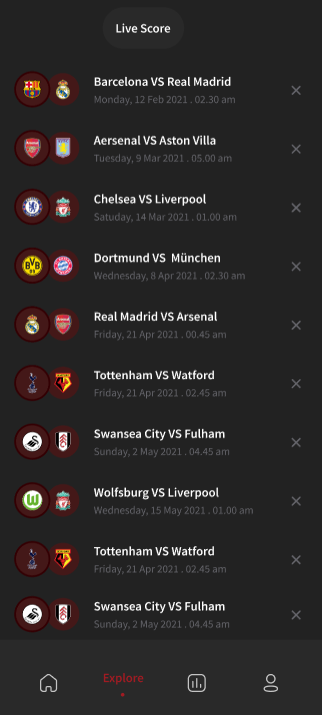 Live Score
Barcelona VS Real Madrid
Monday, 12 Feb 2021 . 02.30 am
Aersenal VS Aston Villa
Tuesday, 9 Mar 2021 . 05.00 am
Chelsea VS Liverpool
Satuday, 14 Mar 2021 . 01.00 am
Dortmund VS München
Wednesday, 8 Apr 2021 . 02.30 am
Real Madrid VS Arsenal
Friday, 21 Apr 2021 . 00.45 am
Tottenham VS Watford
Friday, 21 Apr 2021 . 02.45 am
Swansea City VS Fulham
Sunday, 2 May 2021 . 04.45 am
Wolfsburg VS Liverpool
Wednesday, 15 May 2021 . 01.00 am
Tottenham VS Watford
Friday, 21 Apr 2021 . 02.45 am
Swansea City VS Fulham
Sunday, 2 May 2021 . 04.45 am
Explore